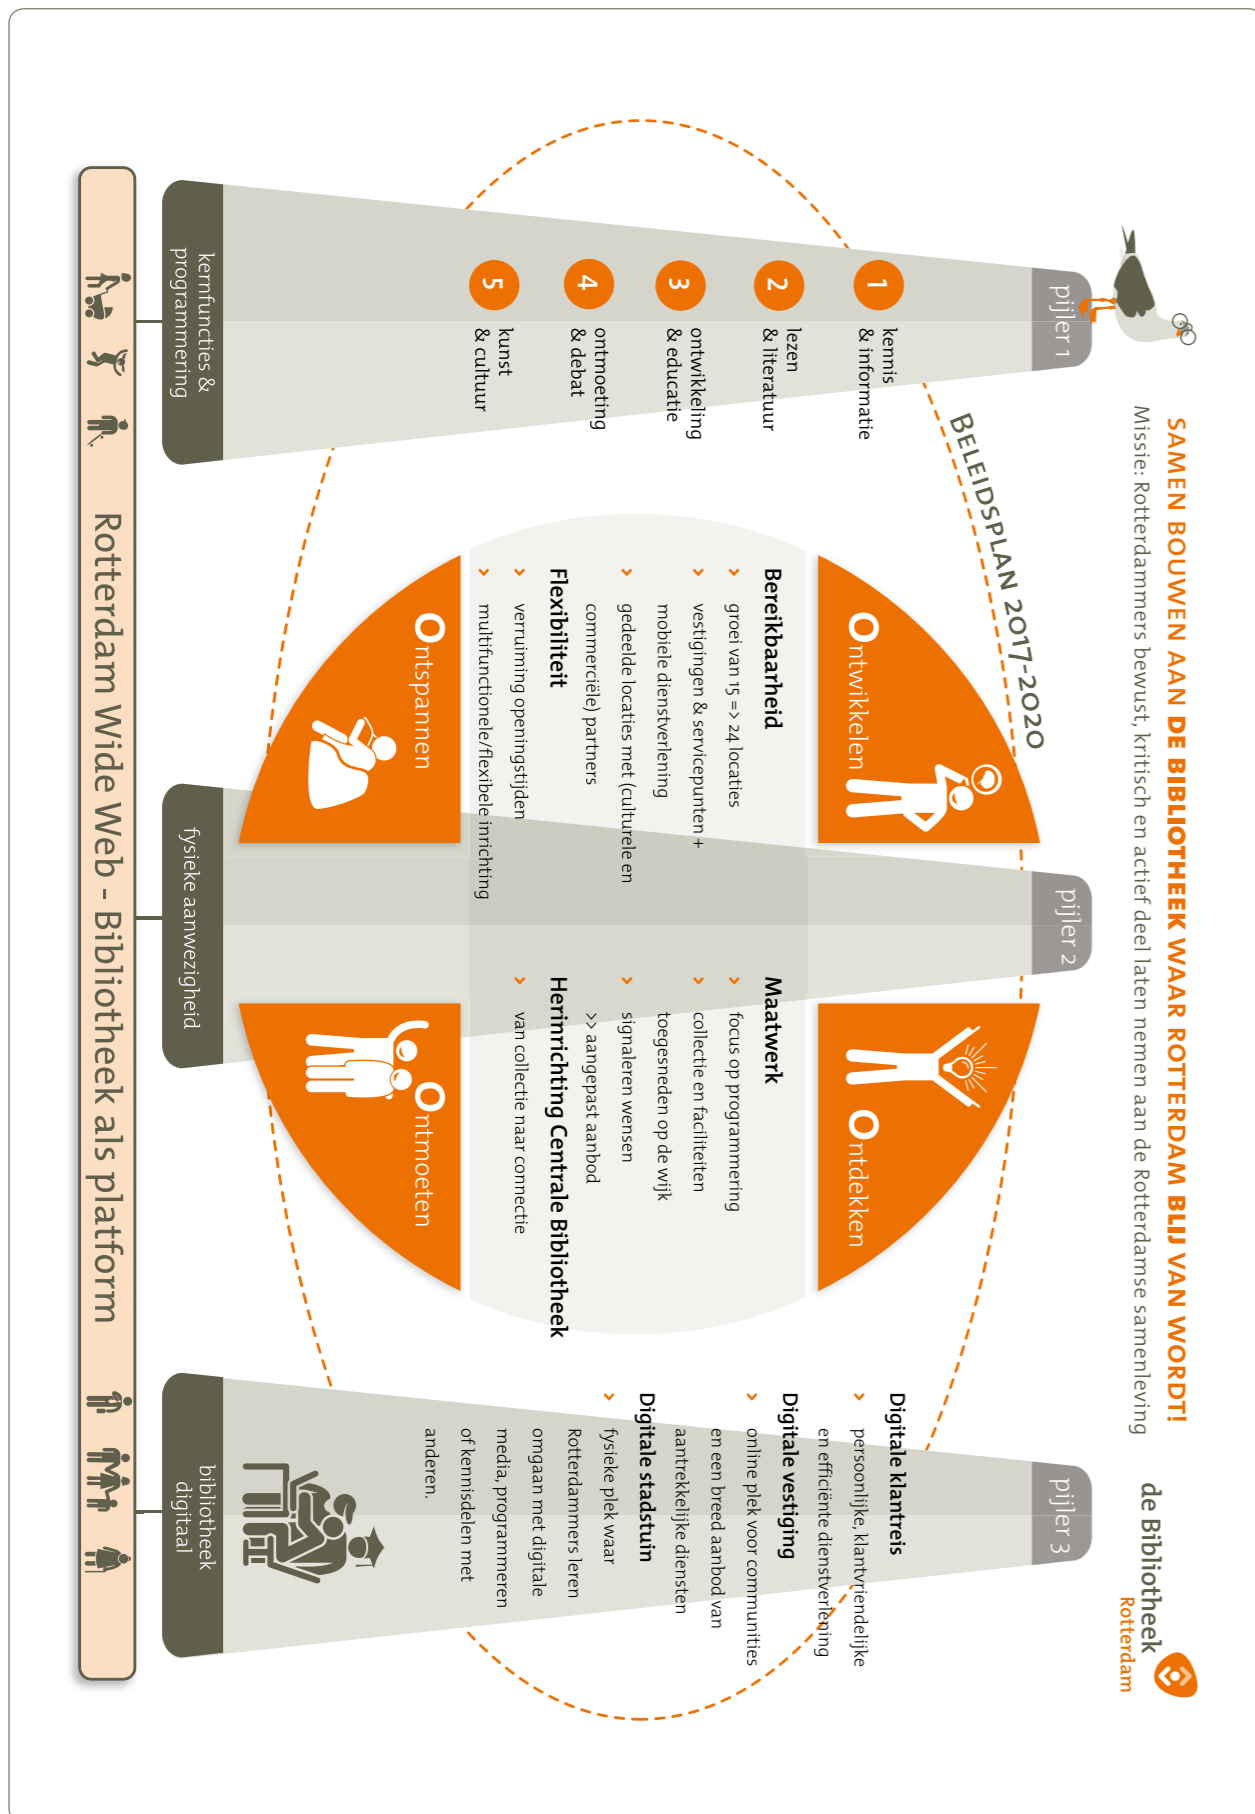 SAMEN BOUWEN AAN DE BIBLIOTHEEK WAAR ROTTERDAM BLIJ VAN WORDT!
Missie: Rotterdammers bewust, kritisch en actief deel laten nemen aan de Rotterdamse samenleving
de Bibliotheek
Rotterdam
BELEIDSPLAN 2017-2020
pijler 1
1 kennis
& informatie
2 lezen
& literatuur
3 ontwikkeling
& educatie
4 ontmoeting
& debat
5 kunst
& cultuur
kernfuncties &
programmering
pijler 2
Ontwikkelen
Ontdekken
Bereikbaarheid
› groei van 15 => 24 locaties
› vestigingen & servicepunten +
mobiele dienstverlening
› gedeelde locaties met (culturele en
commerciële) partners
Flexibiliteit
› verruiming openingstijden
› multifunctionele/flexibele inrichting
Maatwerk
› focus op programmering
› collectie en faciliteiten
toegesneden op de wijk
› signaleren wensen
>> aangepast aanbod
Herinrichting Centrale Bibliotheek
› van collectie naar connectie
Ontspannen
Ontmoeten
fysieke aanwezigheid
pijler 3
Digitale klantreis
› persoonlijke, klantvriendelijke
en efficiënte dienstverlening
Digitale vestiging
› online plek voor communities
en een breed aanbod van
aantrekkelijke diensten
Digitale stadstuin
› fysieke plek waar
Rotterdammers leren
omgaan met digitale
media, programmeren
of kennisdelen met
anderen.
bibliotheek
digitaal
Rotterdam Wide Web - Bibliotheek als platform